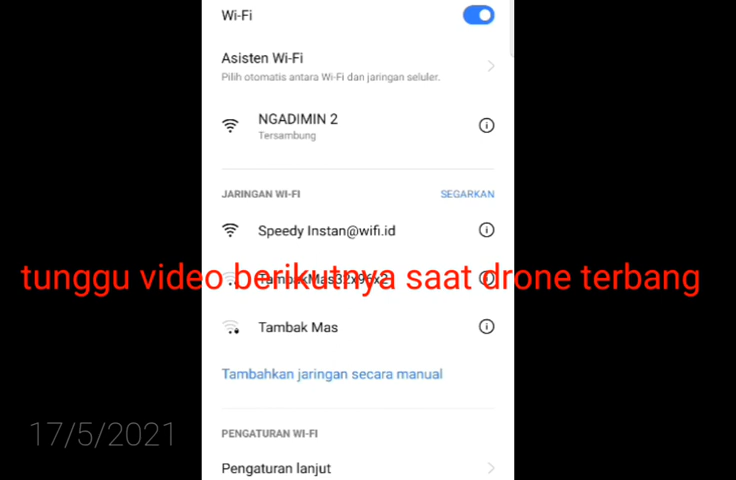 Wi-Fi
Asisten Wi-Fi
Pilih otomatis antara Wi-Fi dan jaringan seluler.
NGADIMIN 2
Tersambung
JARINGAN WI-FI
SEGARKAN
Speedy Instan@wifi.id
tunggu video berikutnya saat drone terbang
Tambak Mas
Tambahkan jaringan secara manual
17/5/2021
PENGATURAN WI-FI
Pengaturan lanjut